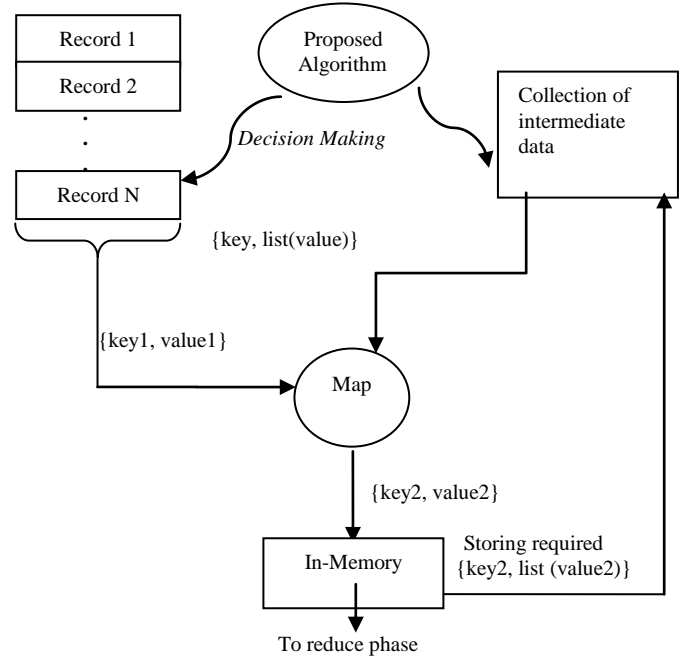 Record 1
Record 2
.
.
.
Record N
Proposed
Algorithm
Decision Making
Collection of
intermediate
data
{key, list(value)}
{key1, value1}
Map
{key2, value2}
In-Memory
Storing required
{key2, list (value2)}
To reduce phase